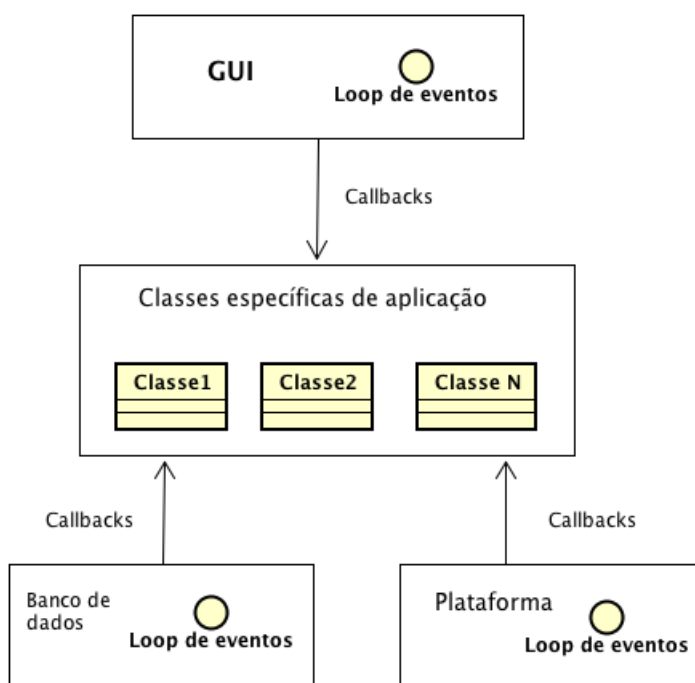 GUI
Loop de eventos
Callbacks
Classes específicas de aplicação
Classe1
Classe2
Classe N
Callbacks
Callbacks
Banco de
dados
Loop de eventos
Plataforma
Loop de eventos